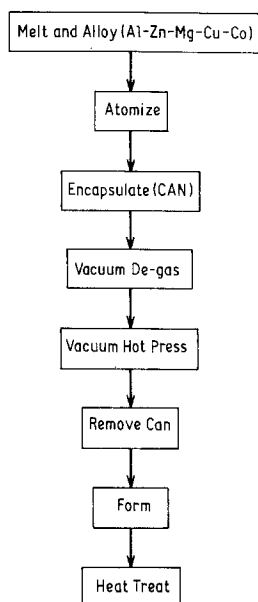 Melt and Alloy (Al-Zn-Mg-Cu-Co)
Atomize
Encapsulate (CAN)
Vacuum De-gas
Vacuum Hot Press
Remove Can
Form
Heat Treat